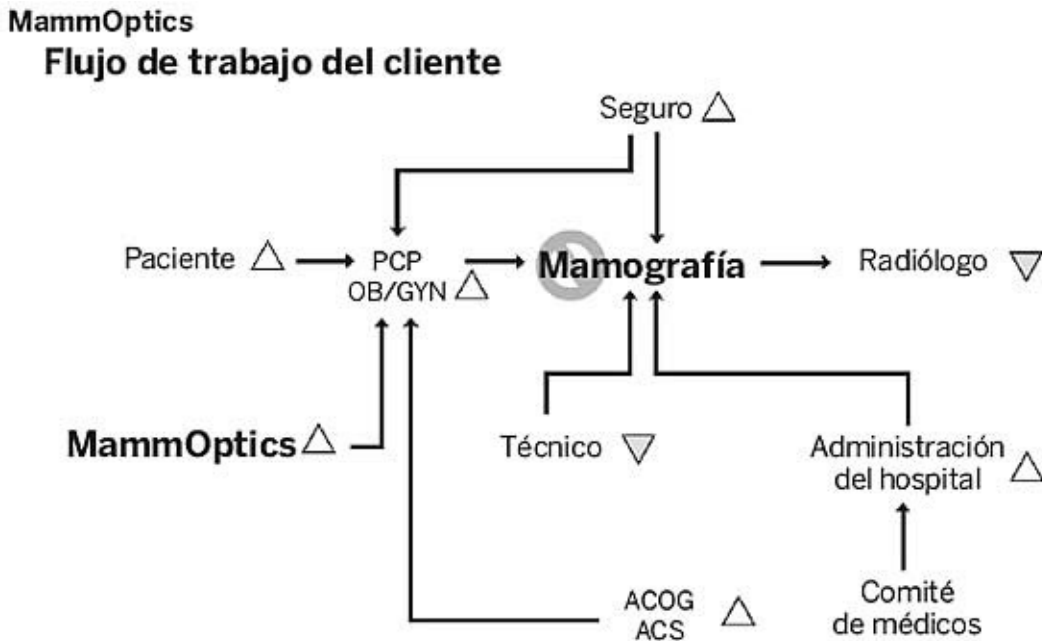 MammOptics
Flujo de trabajo del cliente
Seguro
Paciente
PCP
OB/GYN
Mamografía
Radiólogo
MammOptics
Técnico
Administración
del hospital
ACOG
ACS
Comité
de médicos